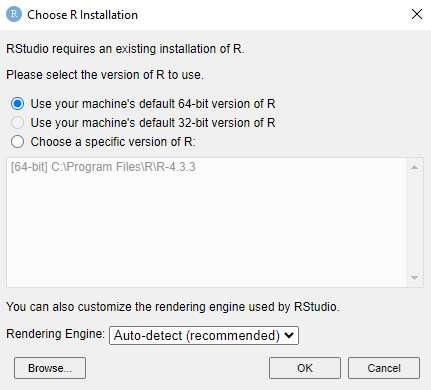 R Choose R Installation
RStudio requires an existing installation of R.
Please select the version of R to use.
Use your machine's default 64-bit version of R
Use your machine's default 32-bit version of R
Choose a specific version of R:
[64-bit] C:\Program Files\R\R-4.3.3
You can also customize the rendering engine used by RStudio.
Rendering Engine: Auto-detect (recommended)
Browse... OK Cancel